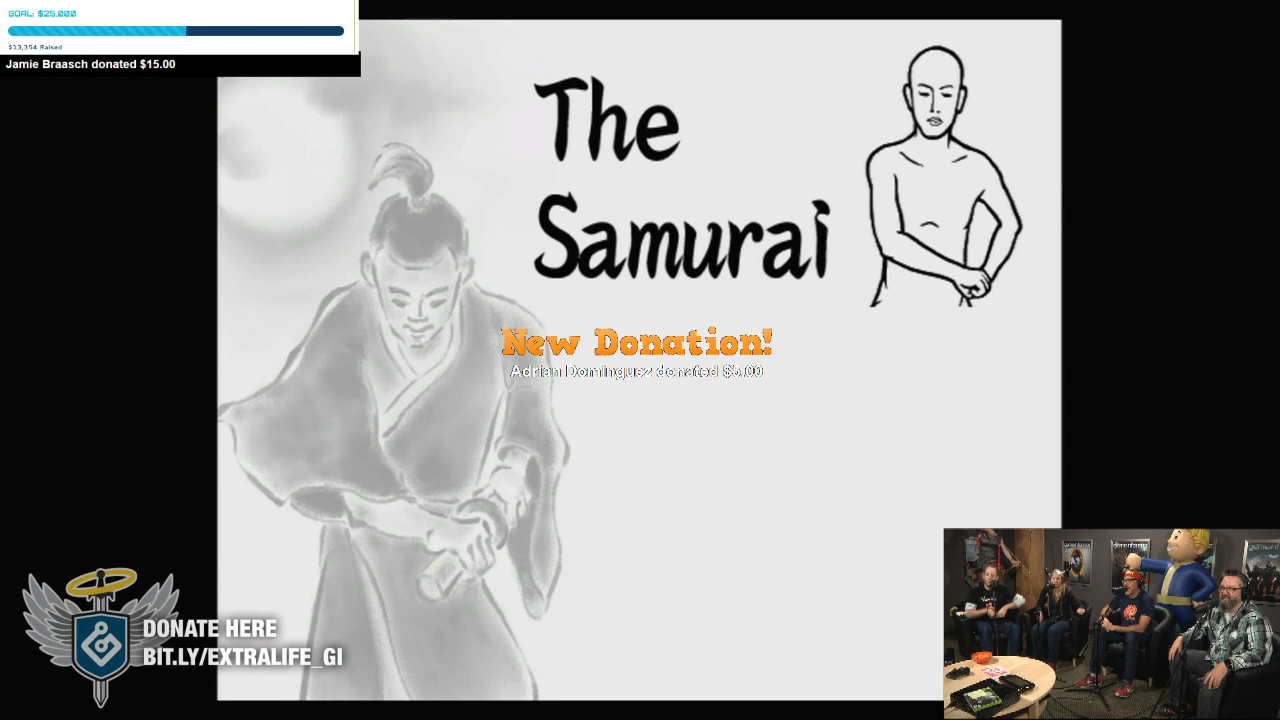 GOAL: $25,000
$13,354 Raised
Jamie Braasch donated $15.00
The
Samurai
New Donation!
Adrian Dominguez donated $5.00
DONATE HERE
BIT.LY/EXTRALIFE_GI